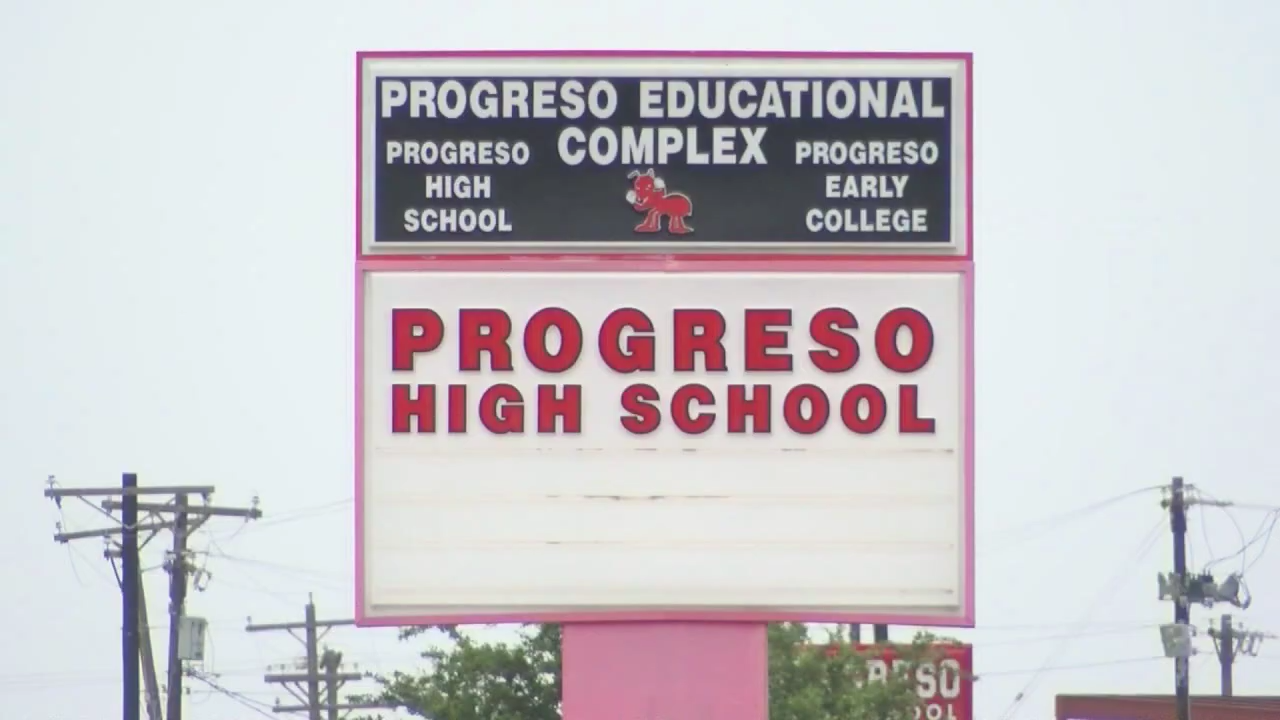 PROGRESO EDUCATIONAL
COMPLEX
PROGRESO
HIGH
SCHOOL
PROGRESO
EARLY
COLLEGE
PROGRESO
HIGH SCHOOL